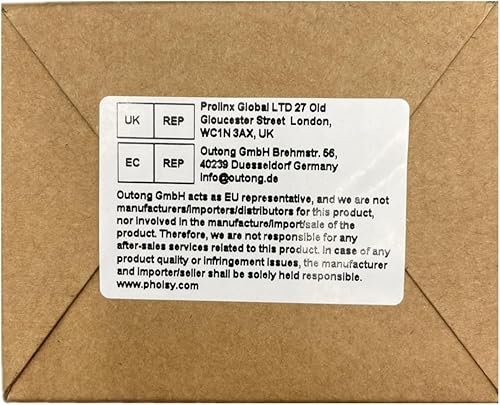 UK REP Prolinx Global LTD 27 Old
Gloucester Street London,
WC1N 3AX, UK
EC REP Outong GmbH Brehmstr. 56,
40239 Duesseldorf Germany
info@outong.de
Outong GmbH acts as EU representative, and we are not
manufacturers/importers/distributors for this product,
nor involved in the manufacture/import/sale of the
product. Therefore, we are not responsible for any
after-sales services related to this product. In case of any
product quality or infringement issues, the manufacturer
and importer/seller shall be solely held responsible.
www.pholsy.com